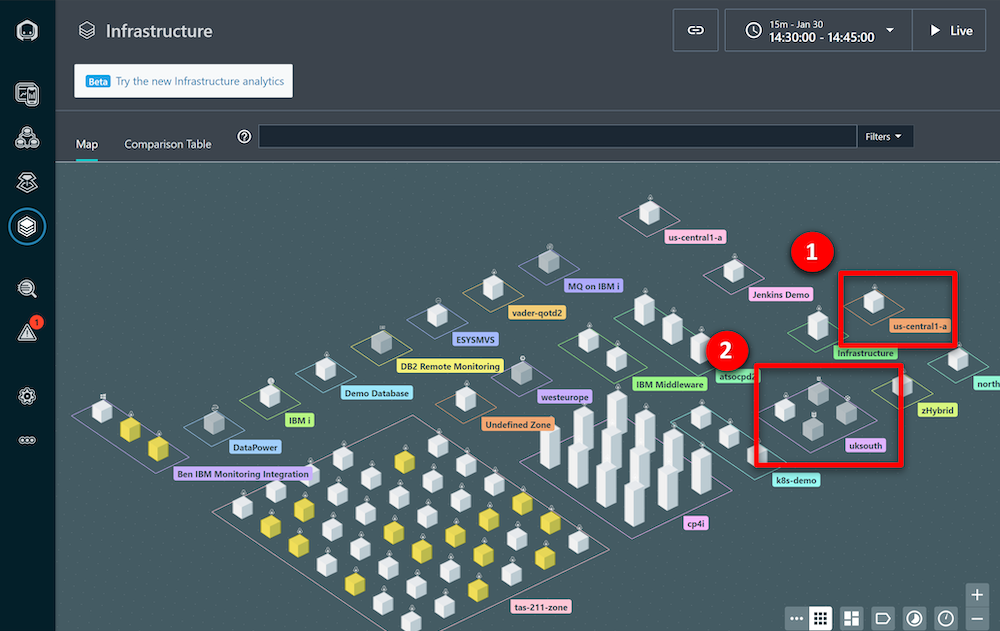 Infrastructure
15m - Jan 30
14:30:00 - 14:45:00
Live
Beta Try the new Infrastructure analytics
Map
Comparison Table
?
Filters
us-central1-a
1
MQ on IBM i
Jenkins Demo
vader-qotd2
us-central1-a
1
ESYSMVS
2
Infrastructure
DB2 Remote Monitoring
atsocpd2
IBM Middleware
north
Demo Database
westeurope
zHybrid
IBM i
Undefined Zone
DataPower
uksouth
Ben IBM Monitoring Integration
k8s-demo
cp4i
tas-211-zone